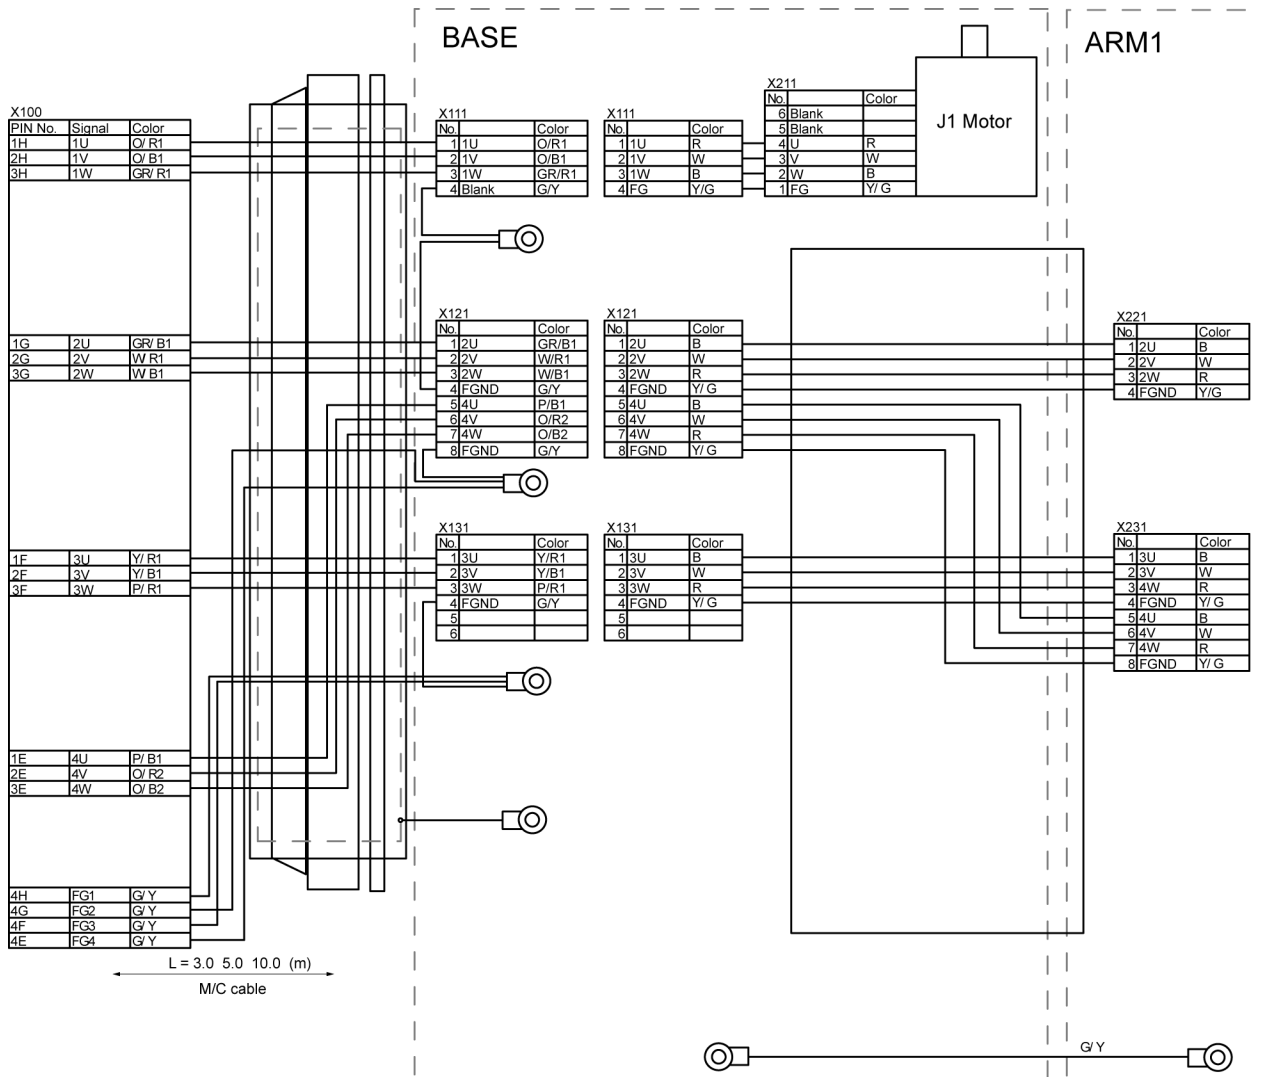 BASE
ARM1
X100
PIN No. Signal Color
1H 1U O/ R1
2H 1V O/ B1
3H 1W GR/ R1
1G 2U GR/ B1
2G 2V W R1
3G 2W W B1
1F 3U Y/ R1
2F 3V Y/ B1
3F 3W P/ R1
1E 4U P/ B1
2E 4V O/ R2
3E 4W O/ B2
4H FG1 G/ Y
4G FG2 G/ Y
4F FG3 G/ Y
4E FG4 G/ Y
L = 3.0 5.0 10.0 (m)
M/C cable
X111
No. Color
1 1U O/R1
2 1V O/B1
3 1W GR/R1
4 Blank G/Y
X111
No. Color
1 1U R
2 1V W
3 1W B
4 FG Y/G
X211
No. Color
6 Blank
5 Blank
4 U R
3 V W
2 W B
1 FG Y/ G
J1 Motor
X121
No. Color
1 2U GR/B1
2 2V W/R1
3 2W W/B1
4 FGND G/Y
5 4U P/B1
6 4V O/R2
7 4W O/B2
8 FGND G/Y
X121
No. Color
1 2U B
2 2V W
3 2W R
4 FGND Y/ G
5 4U B
6 4V W
7 4W R
8 FGND Y/ G
X221
No. Color
1 2U B
2 2V W
3 2W R
4 FGND Y/G
X131
No. Color
1 3U Y/R1
2 3V Y/B1
3 3W P/R1
4 FGND G/Y
5
6
X131
No. Color
1 3U B
2 3V W
3 3W R
4 FGND Y/ G
5
6
X231
No. Color
1 3U B
2 3V W
3 4W R
4 FGND Y/ G
5 4U B
6 4V W
7 4W R
8 FGND Y/ G
G/ Y